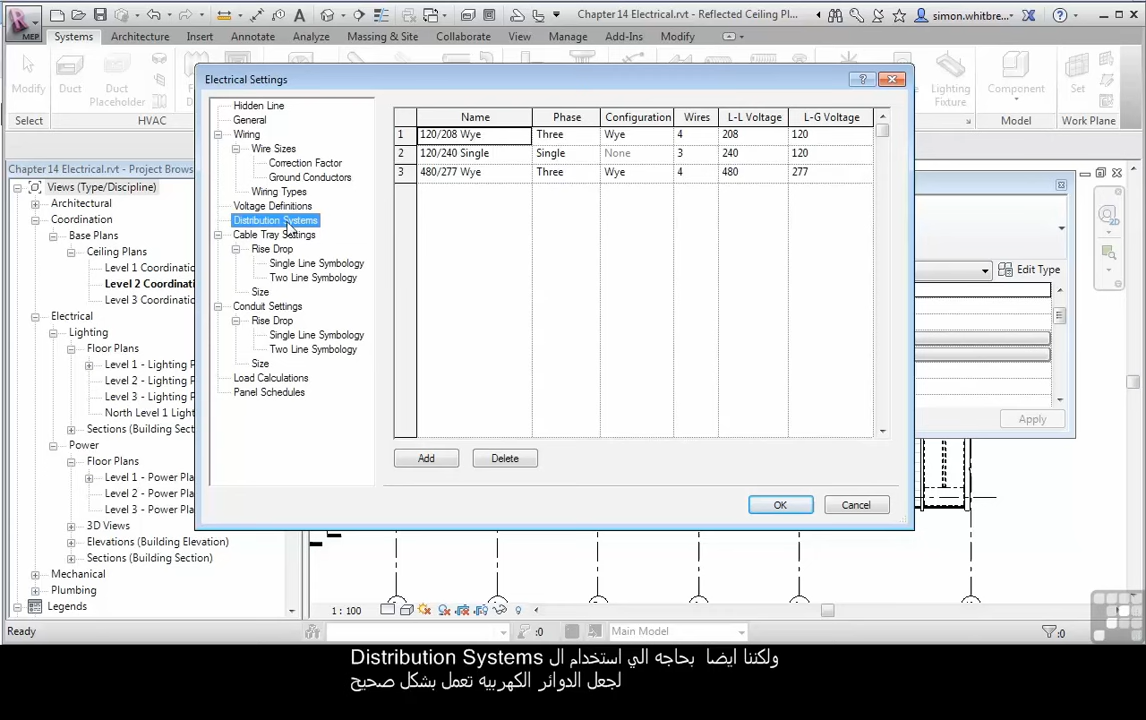 Chapter 14 Electrical.rvt - Reflected Ceiling Pl...
simon.whitbre...
MEP
Systems Architecture Insert Annotate Analyze Massing & Site Collaborate View Manage Add-Ins Modify
Modify
Duct
Duct Placeholder
Lighting Fixture
Component
Set
Select
HVAC
Model
Work Plane
Chapter 14 Electrical.rvt - Project Brows
Views (Type/Discipline)
Architectural
Coordination
Base Plans
Ceiling Plans
Level 1 Coordinat
Level 2 Coordinati
Level 3 Coordinat
Electrical
Lighting
Floor Plans
Level 1 - Lighting P
Level 2 - Lighting P
Level 3 - Lighting P
North Level 1 Light
Sections (Building Sect
Power
Floor Plans
Level 1 - Power Pla
Level 2 - Power Pla
Level 3 - Power Pla
3D Views
Elevations (Building Elevation)
Sections (Building Section)
Mechanical
Plumbing
Legends
Electrical Settings
Hidden Line
General
Wiring
Wire Sizes
Correction Factor
Ground Conductors
Wiring Types
Voltage Definitions
Distribution Systems
Cable Tray Settings
Rise Drop
Single Line Symbology
Two Line Symbology
Size
Conduit Settings
Rise Drop
Single Line Symbology
Two Line Symbology
Size
Load Calculations
Panel Schedules
Name Phase Configuration Wires L-L Voltage L-G Voltage
1 120/208 Wye Three Wye 4 208 120
2 120/240 Single Single None 3 240 120
3 480/277 Wye Three Wye 4 480 277
Add Delete
OK Cancel
Edit Type
Apply
1 : 100
Ready
:0
Main Model
:0
ولكننا ايضا بحاجه الي استخدام ال Distribution Systems
لجعل الدوائر الكهربيه تعمل بشكل صحيح